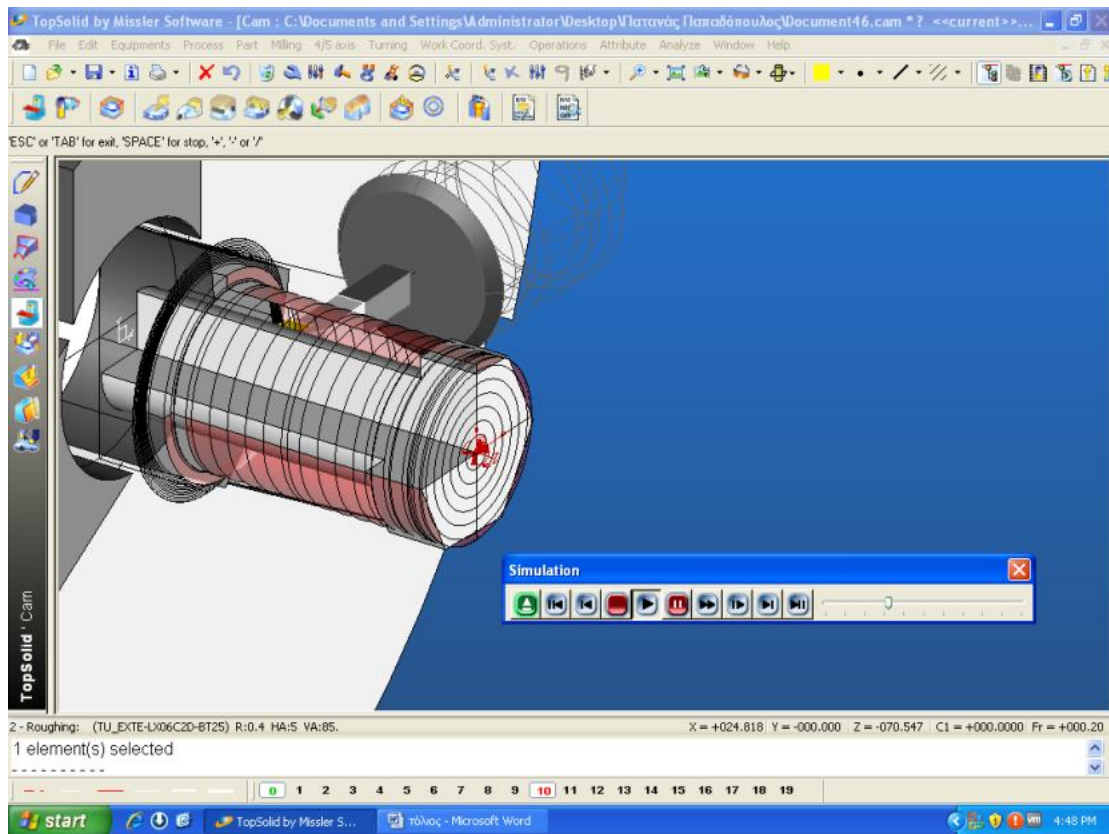 TopSolid by Missler Software - [Cam : C:\Documents and Settings\Administrator\Desktop\Πατανάς Παπαδόπουλος\Document46.cam * ? <<current>>...
File Edit Equipments Process Part Milling 4/5 axis Turning Work Coord. Syst. Operations Attribute Analyze Window Help
'ESC' or 'TAB' for exit, 'SPACE' for stop, '+', '-' or '/'
Simulation
TopSolid'Cam
2 - Roughing: (TU_EXTE-LX06C2D-BT25) R:0.4 HA:5 VA:85.
X = +024.818 Y = -000.000 Z = -070.547 C1 = +000.0000 Fr = +000.20
1 element(s) selected
----------
0 1 2 3 4 5 6 7 8 9 10 11 12 13 14 15 16 17 18 19
start
TopSolid by Missler S...
τόλιος - Microsoft Word
4:48 PM